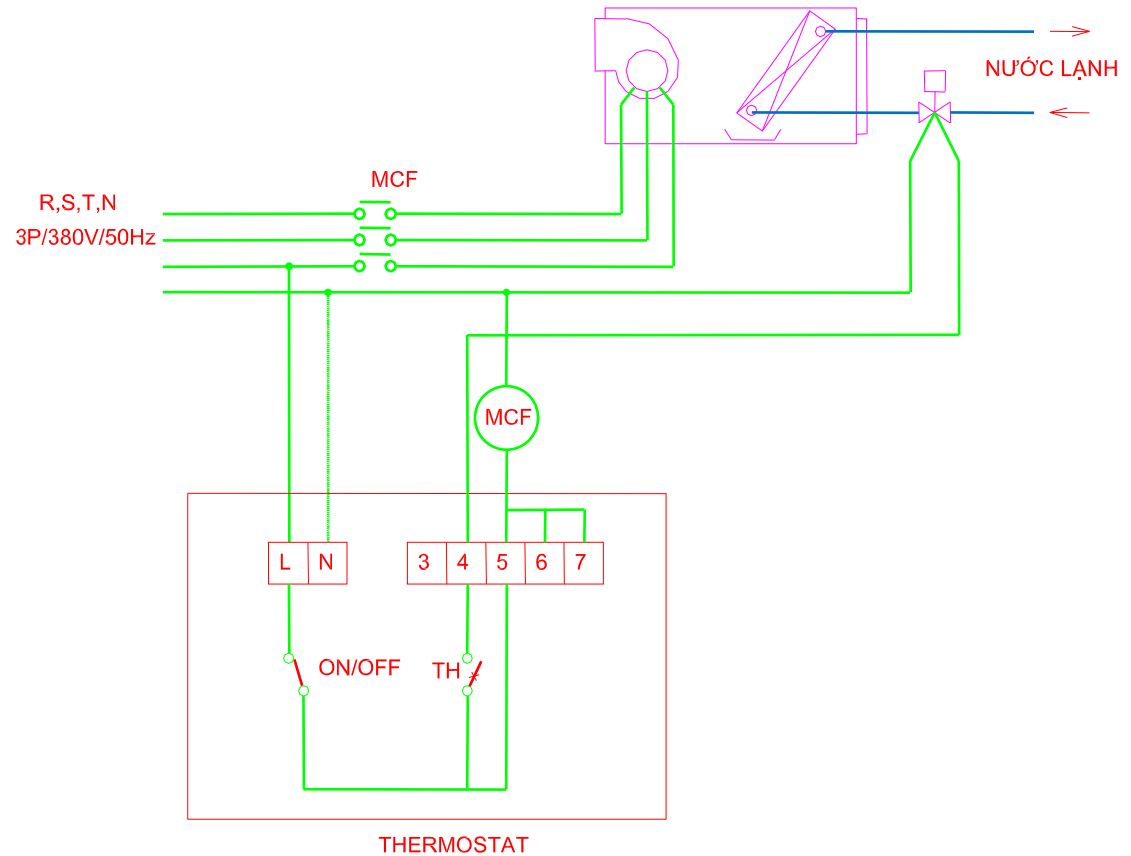 NƯỚC LẠNH
MCF
R,S,T,N
3P/380V/50Hz
MCF
L N 3 4 5 6 7
ON/OFF TH
THERMOSTAT